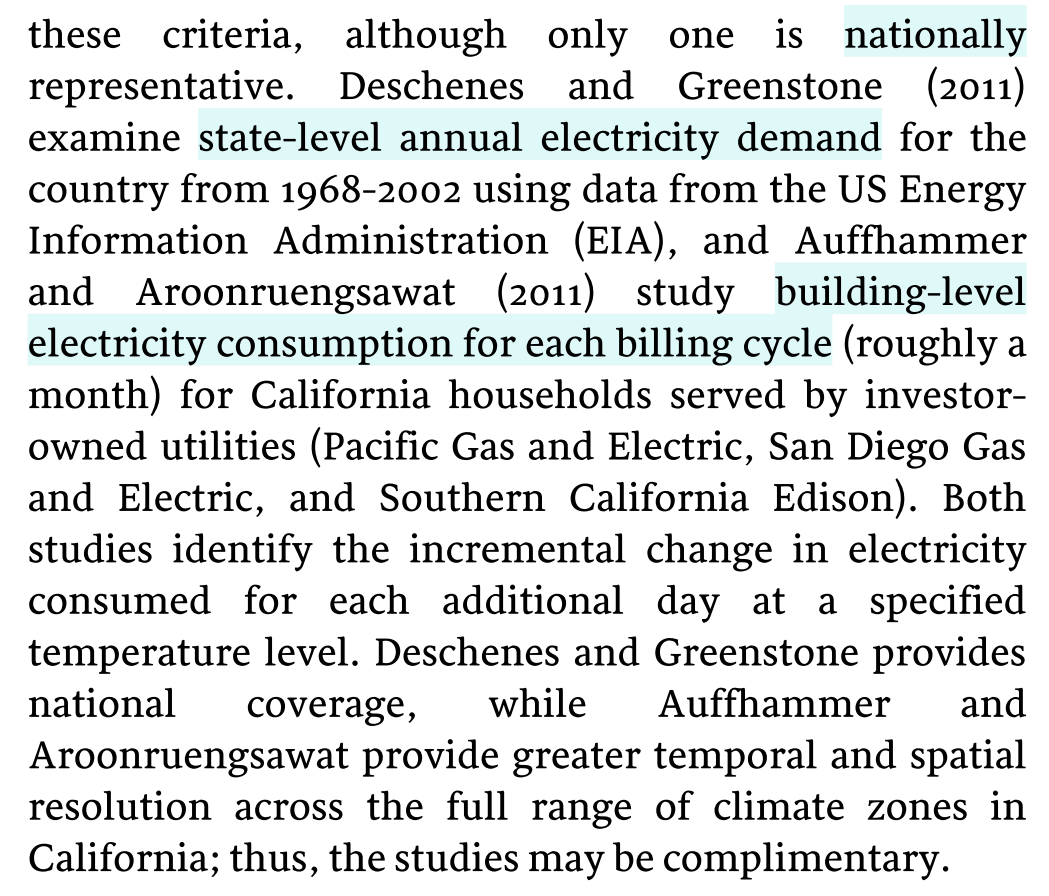 these criteria, although only one is nationally
representative. Deschenes and Greenstone (2011)
examine state-level annual electricity demand for the
country from 1968-2002 using data from the US Energy
Information Administration (EIA), and Auffhammer
and Aroonruengsawat (2011) study building-level
electricity consumption for each billing cycle (roughly a
month) for California households served by investor-
owned utilities (Pacific Gas and Electric, San Diego Gas
and Electric, and Southern California Edison). Both
studies identify the incremental change in electricity
consumed for each additional day at a specified
temperature level. Deschenes and Greenstone provides
national coverage, while Auffhammer and
Aroonruengsawat provide greater temporal and spatial
resolution across the full range of climate zones in
California; thus, the studies may be complimentary.